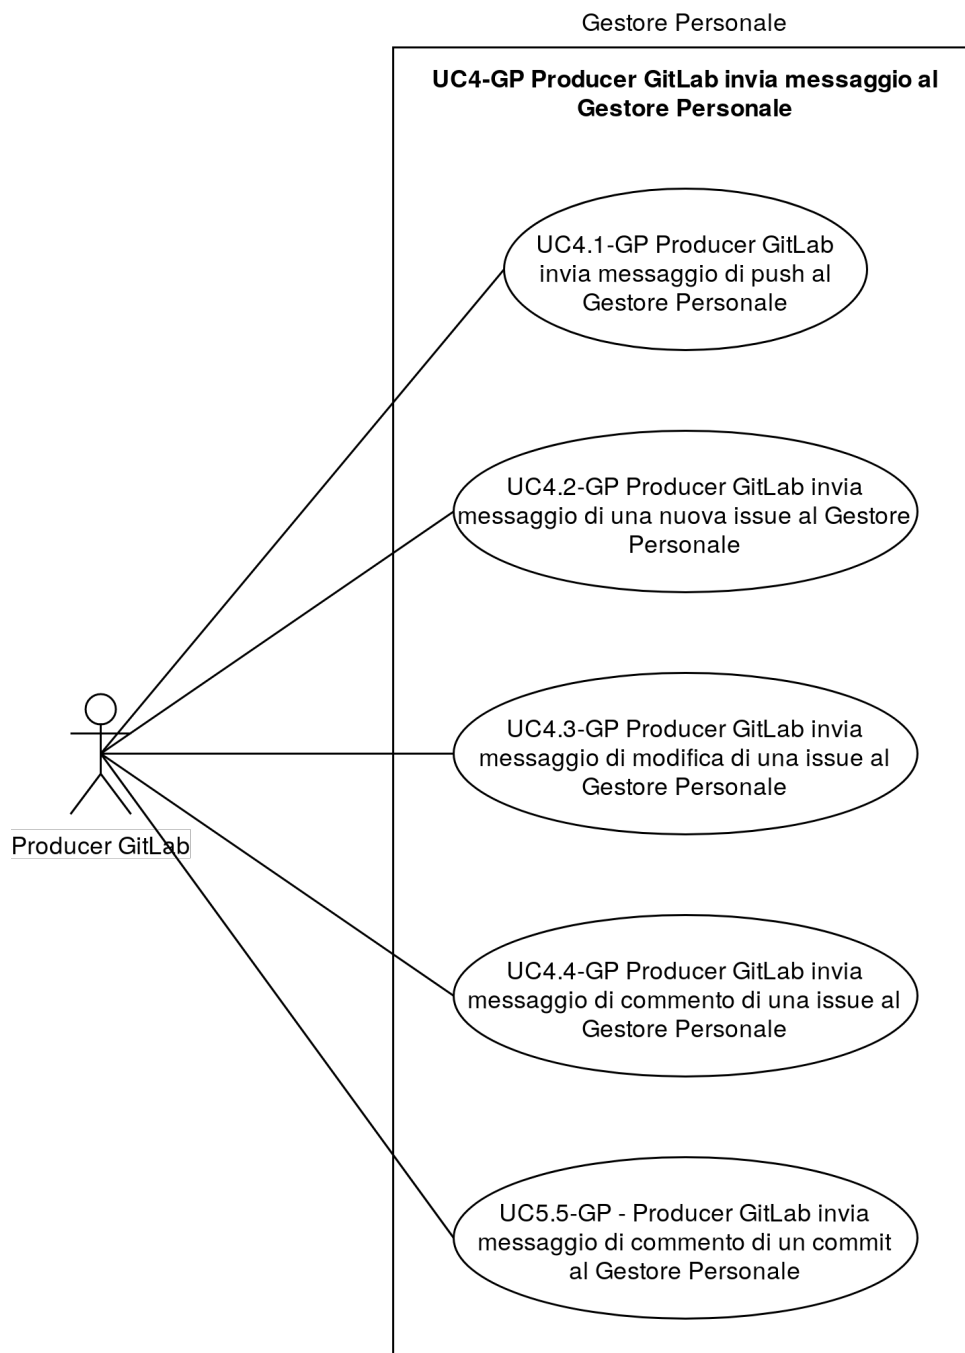 Gestore Personale
UC4-GP Producer GitLab invia messaggio al
Gestore Personale
UC4.1-GP Producer GitLab
invia messaggio di push al
Gestore Personale
UC4.2-GP Producer GitLab invia
messaggio di una nuova issue al Gestore
Personale
UC4.3-GP Producer GitLab invia
messaggio di modifica di una issue al
Gestore Personale
Producer GitLab
UC4.4-GP Producer GitLab invia
messaggio di commento di una issue al
Gestore Personale
UC5.5-GP - Producer GitLab invia
messaggio di commento di un commit
al Gestore Personale